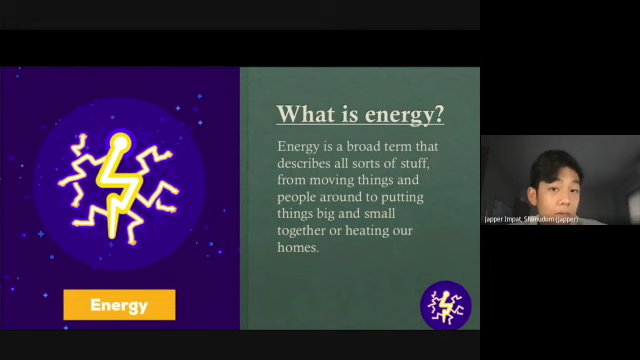 What is energy?
Energy is a broad term that
describes all sorts of stuff,
from moving things and
people around to putting
things big and small
together or heating our
homes.
Energy
Japper Impat, (Japper)